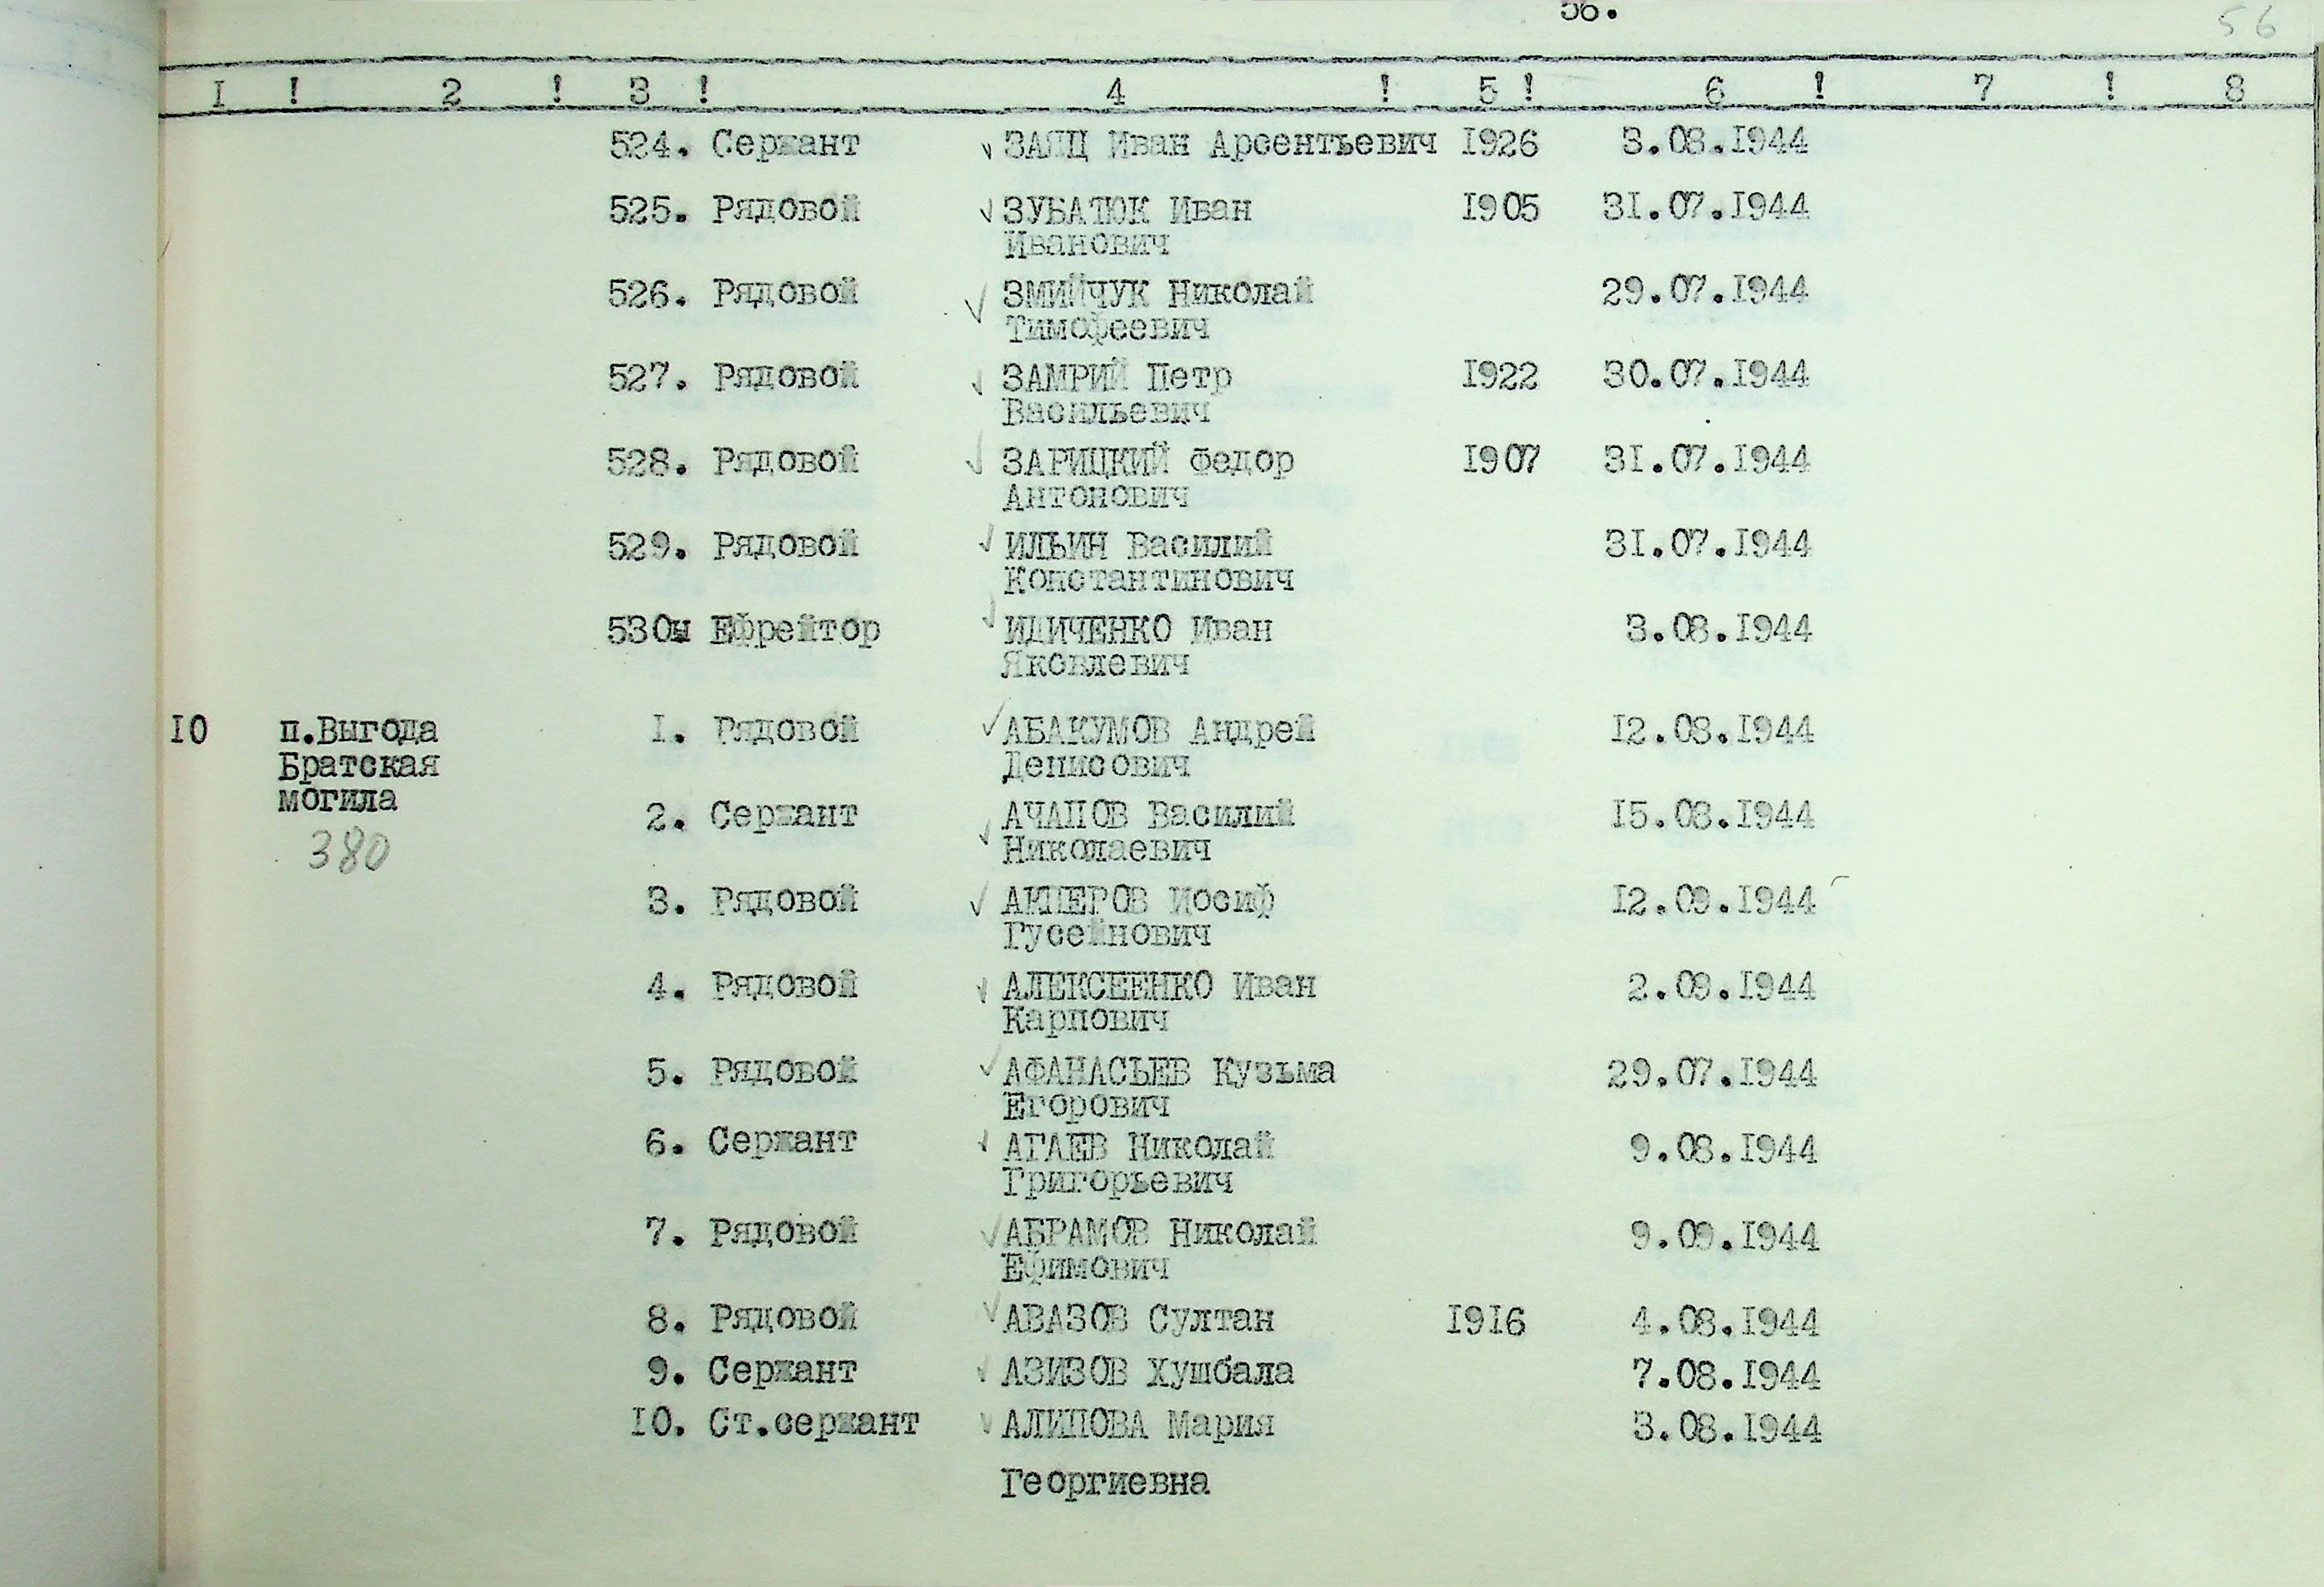 56.
56
I ! 2 ! 3 ! 4 ! 5 ! 6 ! 7 ! 8
524. Сержант ЗАЯЦ Иван Арсентьевич 1926 3.08.1944
525. Рядовой ЗУБАТЮК Иван 1905 31.07.1944
Иванович
526. Рядовой ЗМИЙЧУК Николай 29.07.1944
Тимофеевич
527. Рядовой ЗАМРИЙ Петр 1922 30.07.1944
Васильевич
528. Рядовой ЗАРИЦКИЙ Федор 1907 31.07.1944
Антонович
529. Рядовой ИЛЬИН Василий 31.07.1944
Константинович
530 Ефрейтор Иван 3.08.1944
Яковлевич
10 п.Выгода 1. Рядовой АБАКУМОВ Андрей 12.08.1944
Братская Денисович
могила
2. Сержант АЧАПОВ Василий 15.08.1944
380 Николаевич
3. Рядовой Иосиф 12.09.1944
Гусейнович
4. Рядовой АЛЕКСЕЕНКО Иван 2.09.1944
Карпович
5. Рядовой АФАНАСЬЕВ Кузьма 29.07.1944
Егорович
6. Сержант АГАЕВ Николай 9.08.1944
Григорьевич
7. Рядовой АБРАМОВ Николай 9.09.1944
Ефимович
8. Рядовой АВАЗОВ Султан 1916 4.08.1944
9. Сержант АЗИЗОВ Хушбала 7.08.1944
10. Ст.сержант АЛИПОВА Мария 3.08.1944
Георгиевна